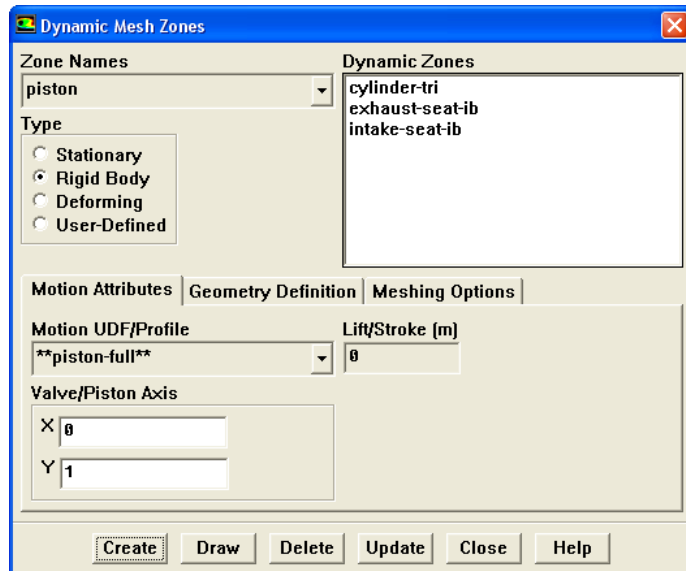 Dynamic Mesh Zones
Zone Names
piston
Type
Stationary
Rigid Body
Deforming
User-Defined
Dynamic Zones
cylinder-tri
exhaust-seat-ib
intake-seat-ib
Motion Attributes Geometry Definition Meshing Options
Motion UDF/Profile
**piston-full**
Lift/Stroke (m)
0
Valve/Piston Axis
X 0
Y 1
Create Draw Delete Update Close Help